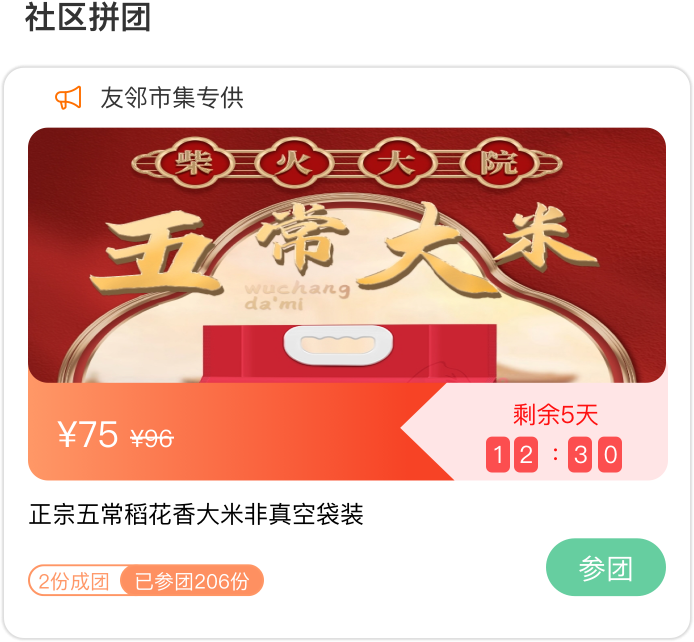 社区拼团
友邻市集专供
柴火大院
五常大米
wuchang
da'mi
¥75 ¥96
剩余5天
12:30
正宗五常稻花香大米非真空袋装
2份成团 已参团206份
参团